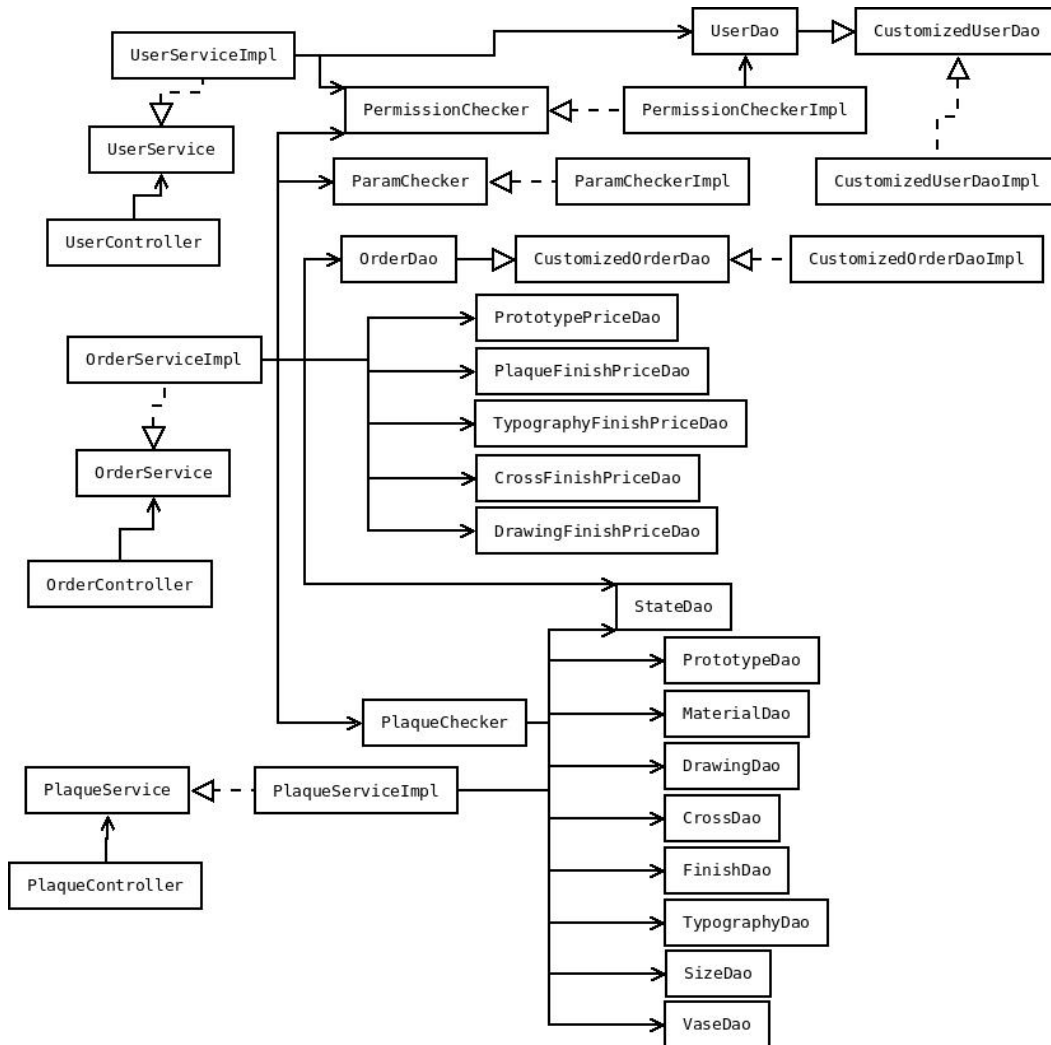 UserDao
CustomizedUserDao
UserServiceImpl
PermissionChecker
PermissionCheckerImpl
UserService
ParamChecker
ParamCheckerImpl
CustomizedUserDaoImpl
UserController
OrderDao
CustomizedOrderDao
CustomizedOrderDaoImpl
PrototypePriceDao
OrderServiceImpl
PlaqueFinishPriceDao
TypographyFinishPriceDao
OrderService
CrossFinishPriceDao
DrawingFinishPriceDao
OrderController
StateDao
PrototypeDao
PlaqueChecker
MaterialDao
DrawingDao
PlaqueService
PlaqueServiceImpl
CrossDao
FinishDao
PlaqueController
TypographyDao
SizeDao
VaseDao